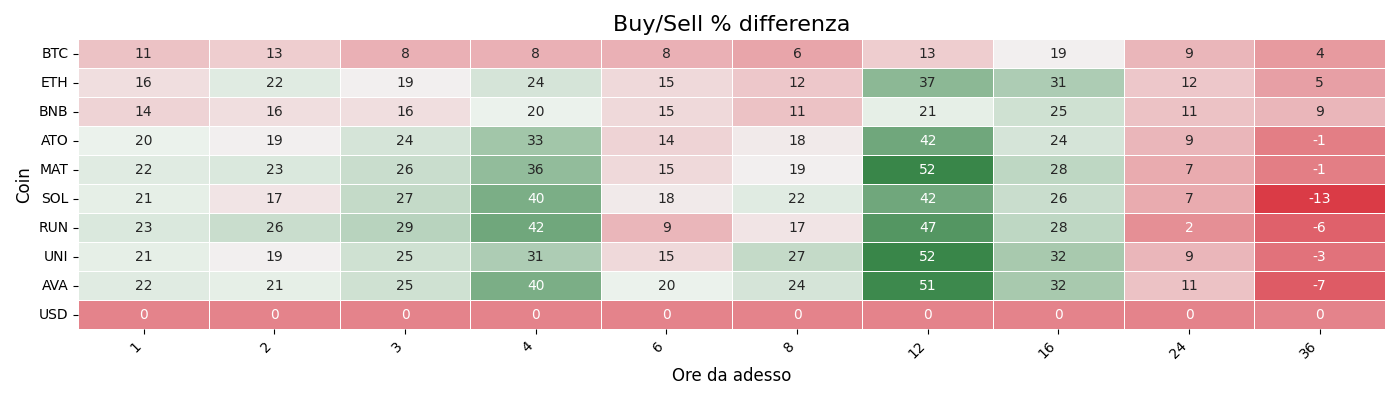 Buy/Sell % differenza
Coin
BTC 11 13 8 8 8 6 13 19 9 4
ETH 16 22 19 24 15 12 37 31 12 5
BNB 14 16 16 20 15 11 21 25 11 9
ATO 20 19 24 33 14 18 42 24 9 -1
MAT 22 23 26 36 15 19 52 28 7 -1
SOL 21 17 27 40 18 22 42 26 7 -13
RUN 23 26 29 42 9 17 47 28 2 -6
UNI 21 19 25 31 15 27 52 32 9 -3
AVA 22 21 25 40 20 24 51 32 11 -7
USD 0 0 0 0 0 0 0 0 0 0
1 2 3 4 6 8 12 16 24 36
Ore da adesso